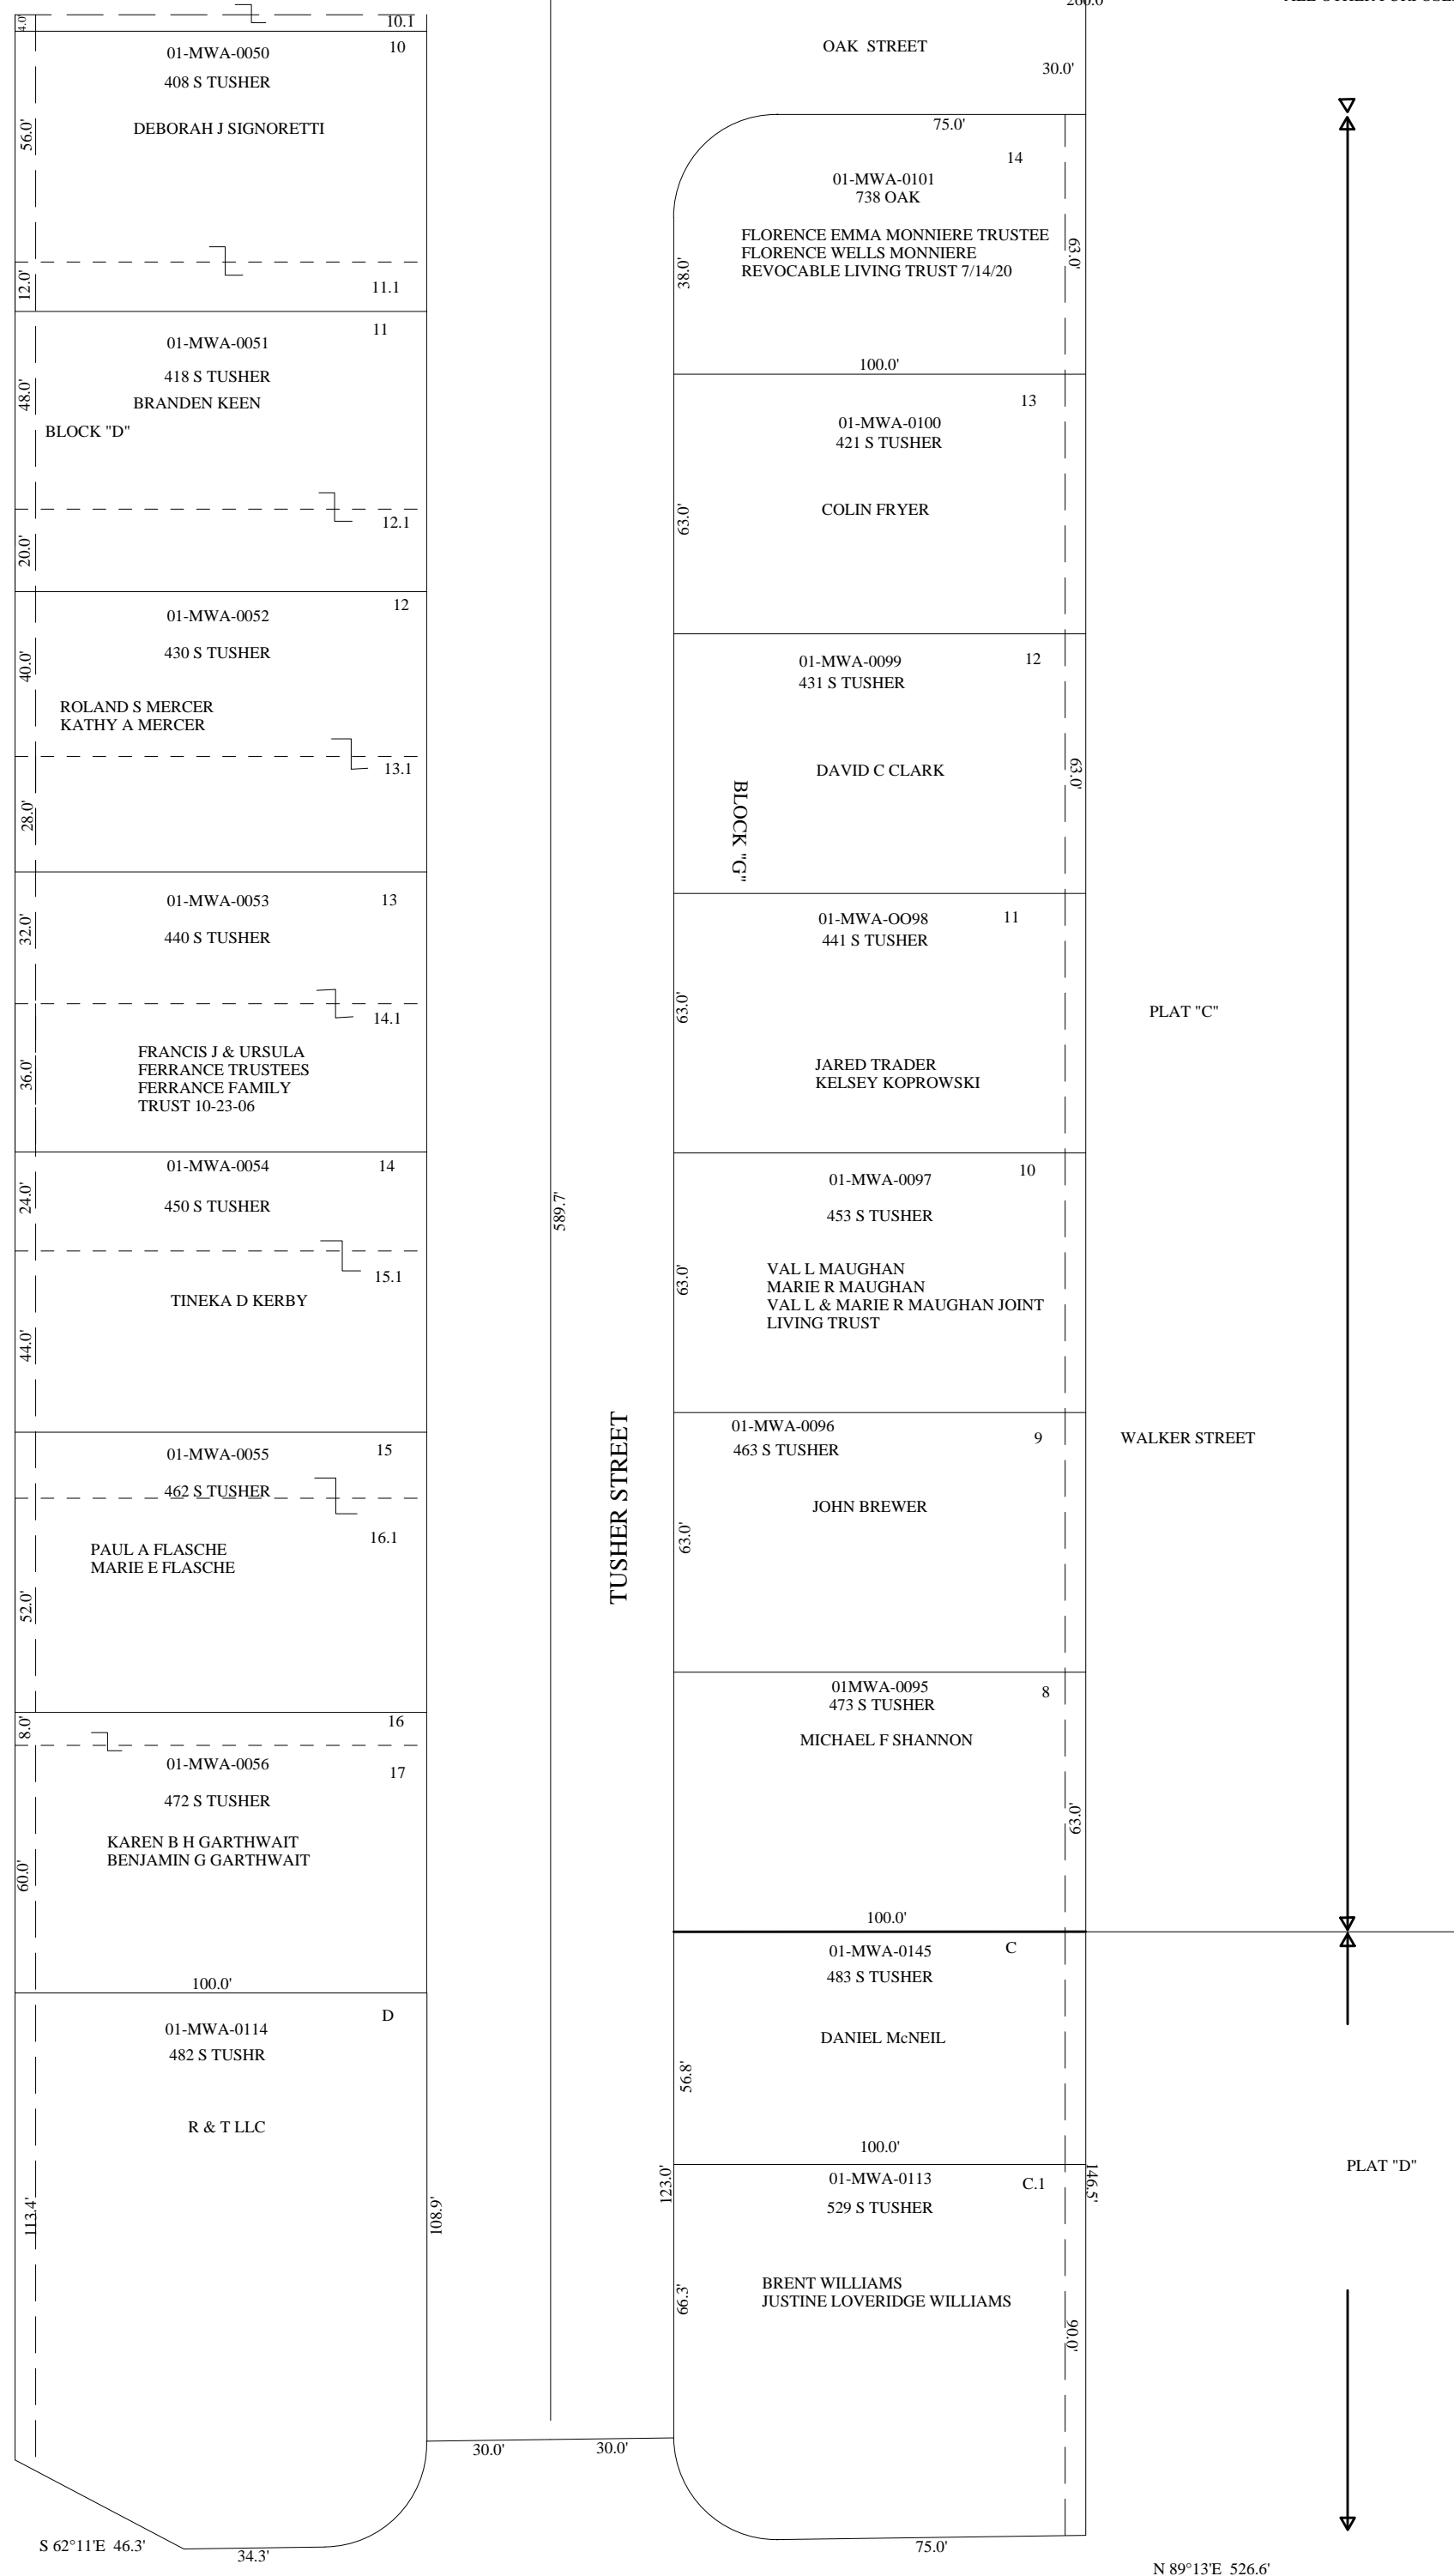 4.0'
10.1
10
01-MWA-0050
408 S TUSHER
DEBORAH J SIGNORETTI
56.0'
12.0'
11.1
11
01-MWA-0051
418 S TUSHER
BRANDEN KEEN
48.0'
BLOCK "D"
12.1
20.0'
12
01-MWA-0052
430 S TUSHER
40.0'
ROLAND S MERCER
KATHY A MERCER
13.1
28.0'
01-MWA-0053
13
440 S TUSHER
32.0'
14.1
FRANCIS J & URSULA
FERRANCE TRUSTEES
FERRANCE FAMILY
TRUST 10-23-06
36.0'
01-MWA-0054
14
450 S TUSHER
24.0'
15.1
TINEKA D KERBY
44.0'
15
01-MWA-0055
462 S TUSHER
16.1
PAUL A FLASCHE
MARIE E FLASCHE
52.0'
16
8.0'
01-MWA-0056
17
472 S TUSHER
KAREN B H GARTHWAIT
BENJAMIN G GARTHWAIT
60.0'
100.0'
D
01-MWA-0114
482 S TUSHR
R & T LLC
113.4'
108.9'
S 62°11'E 46.3'
34.3'
589.7'
TUSHER STREET
30.0'
30.0'
260.0'
OAK STREET
30.0'
75.0'
14
01-MWA-0101
738 OAK
FLORENCE EMMA MONNIERE TRUSTEE
FLORENCE WELLS MONNIERE
REVOCABLE LIVING TRUST 7/14/20
38.0'
63.0'
100.0'
13
01-MWA-0100
421 S TUSHER
COLIN FRYER
63.0'
12
01-MWA-0099
431 S TUSHER
DAVID C CLARK
63.0'
BLOCK "G"
01-MWA-OO98
11
441 S TUSHER
63.0'
JARED TRADER
KELSEY KOPROWSKI
10
01-MWA-0097
453 S TUSHER
VAL L MAUGHAN
MARIE R MAUGHAN
VAL L & MARIE R MAUGHAN JOINT
LIVING TRUST
63.0'
01-MWA-0096
9
463 S TUSHER
JOHN BREWER
63.0'
01MWA-0095
8
473 S TUSHER
MICHAEL F SHANNON
63.0'
100.0'
C
01-MWA-0145
483 S TUSHER
DANIEL McNEIL
56.8'
100.0'
123.0'
146.5'
01-MWA-0113
C.1
529 S TUSHER
BRENT WILLIAMS
JUSTINE LOVERIDGE WILLIAMS
66.3'
90.0'
75.0'
PLAT "C"
WALKER STREET
PLAT "D"
N 89°13'E 526.6'